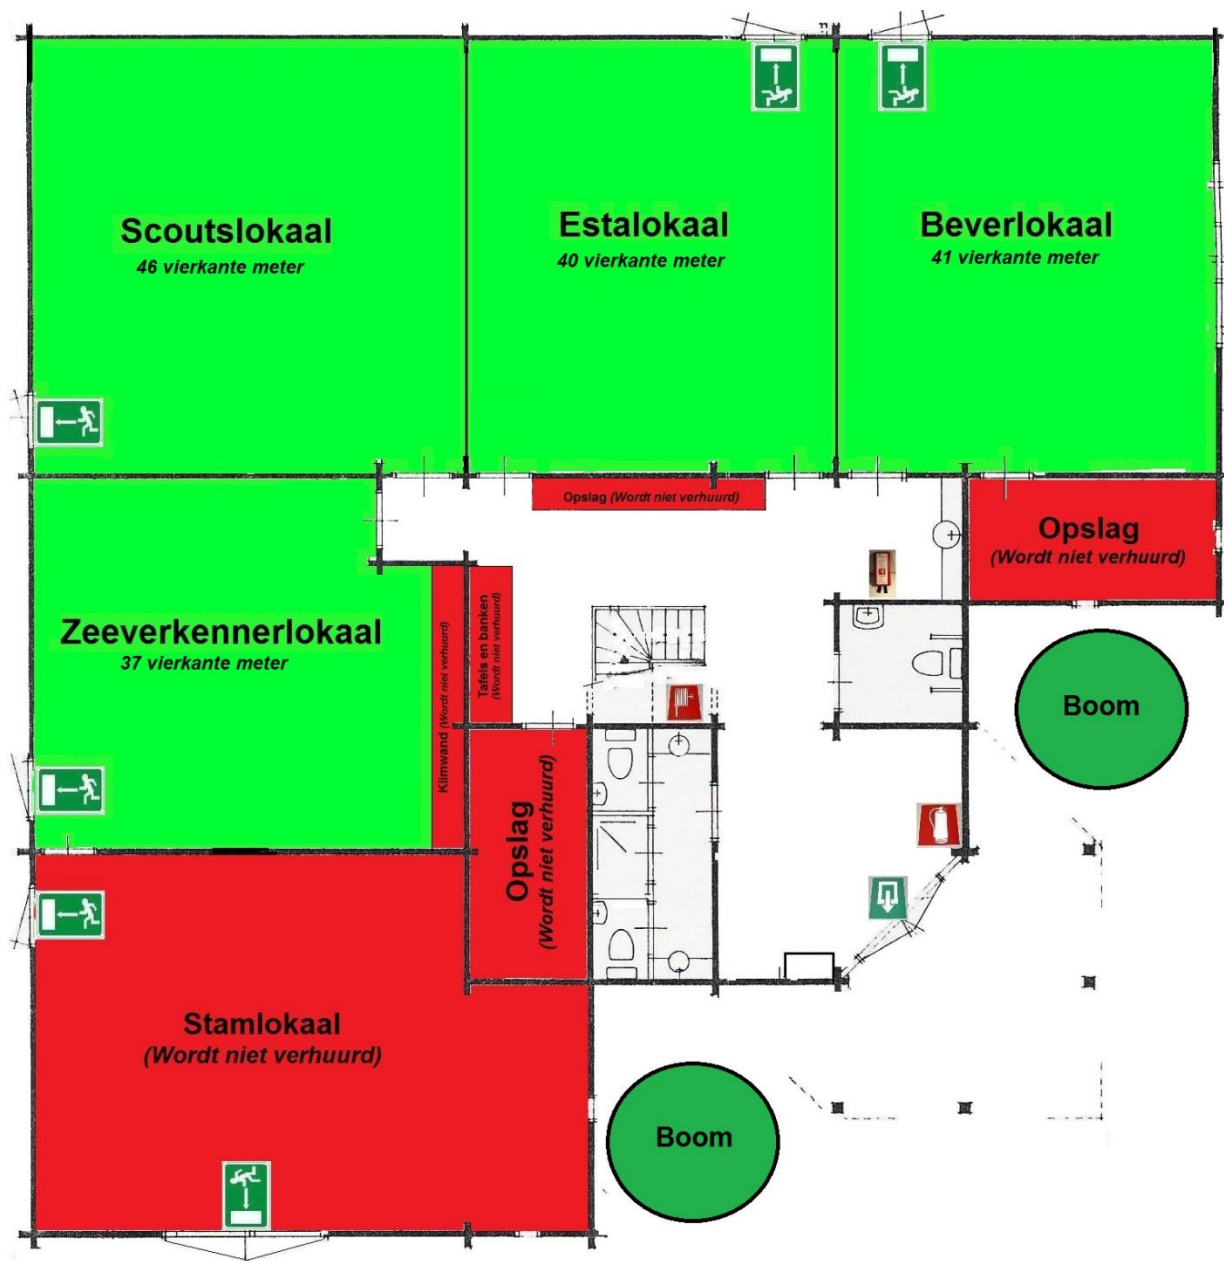 Scoutslokaal
46 vierkante meter
Estalokaal
40 vierkante meter
Beverlokaal
41 vierkante meter
Opslag (Wordt niet verhuurd)
Opslag
(Wordt niet verhuurd)
Zeeverkennerlokaal
37 vierkante meter
Klimwand (Wordt niet verhuurd)
Tafels en banken
(Wordt niet verhuurd)
Boom
Opslag
(Wordt niet verhuurd)
Stamlokaal
(Wordt niet verhuurd)
Boom